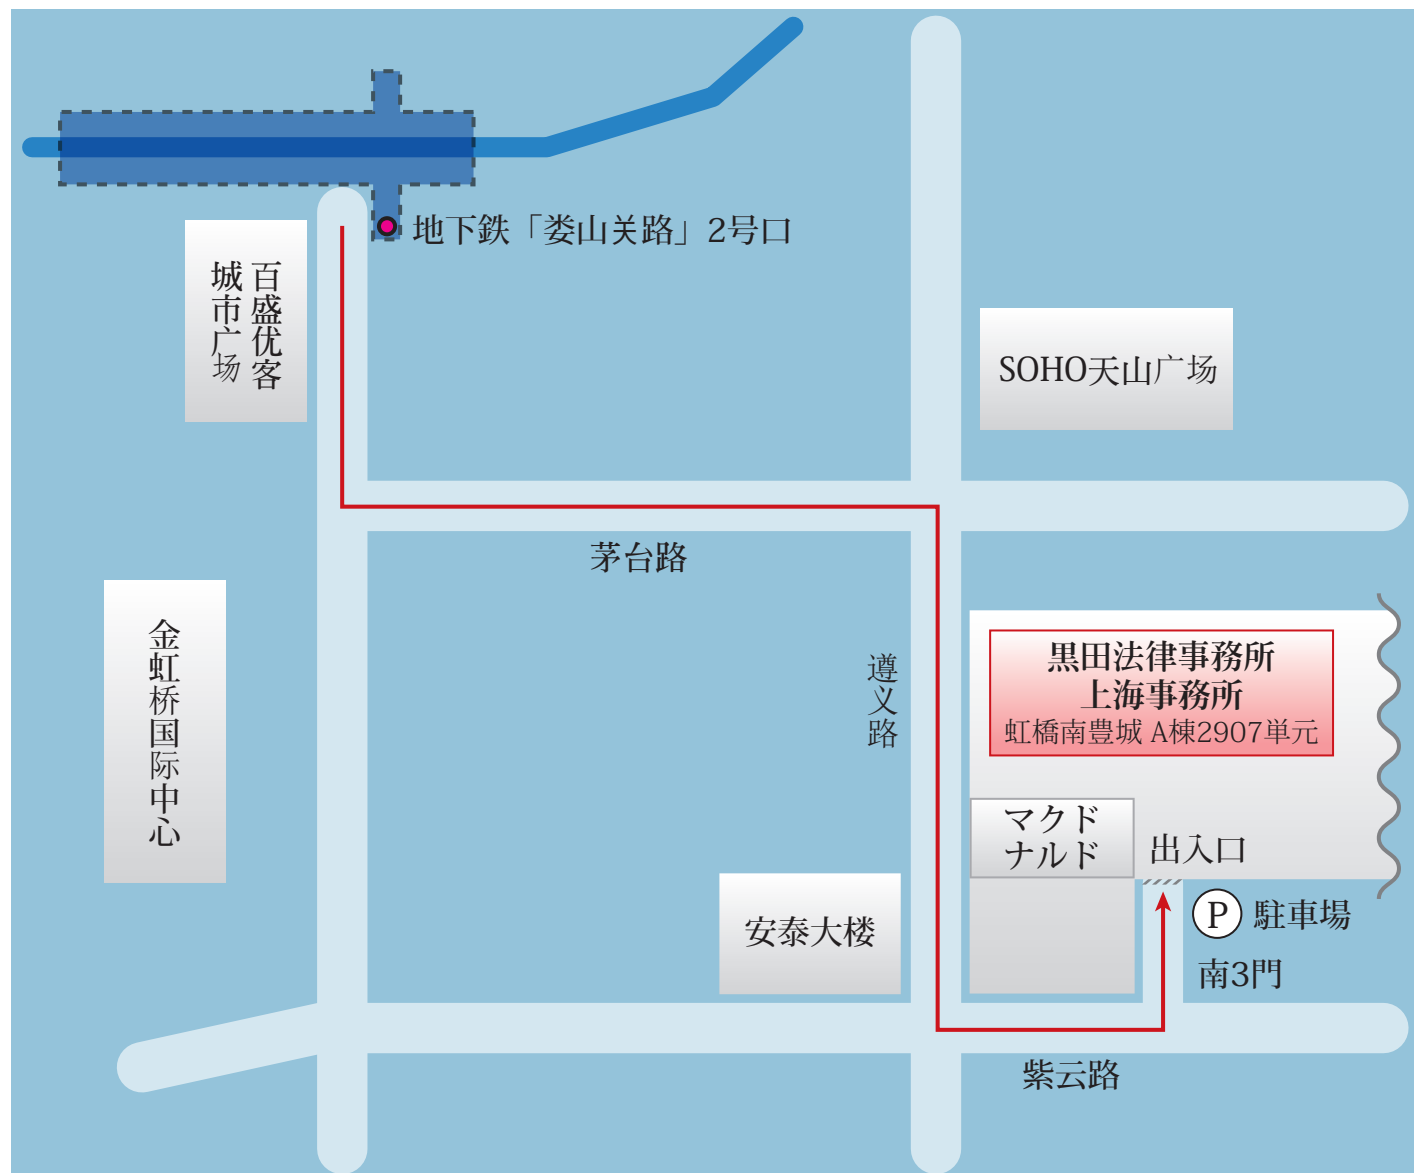 地下鉄「娄山关路」2号口
百盛优客
城市广场
SOHO天山广场
茅台路
金虹桥国际中心
遵义路
黒田法律事務所
上海事務所
虹橋南豊城 A棟2907単元
マクド
ナルド
出入口
安泰大楼
P 駐車場
南3門
紫云路